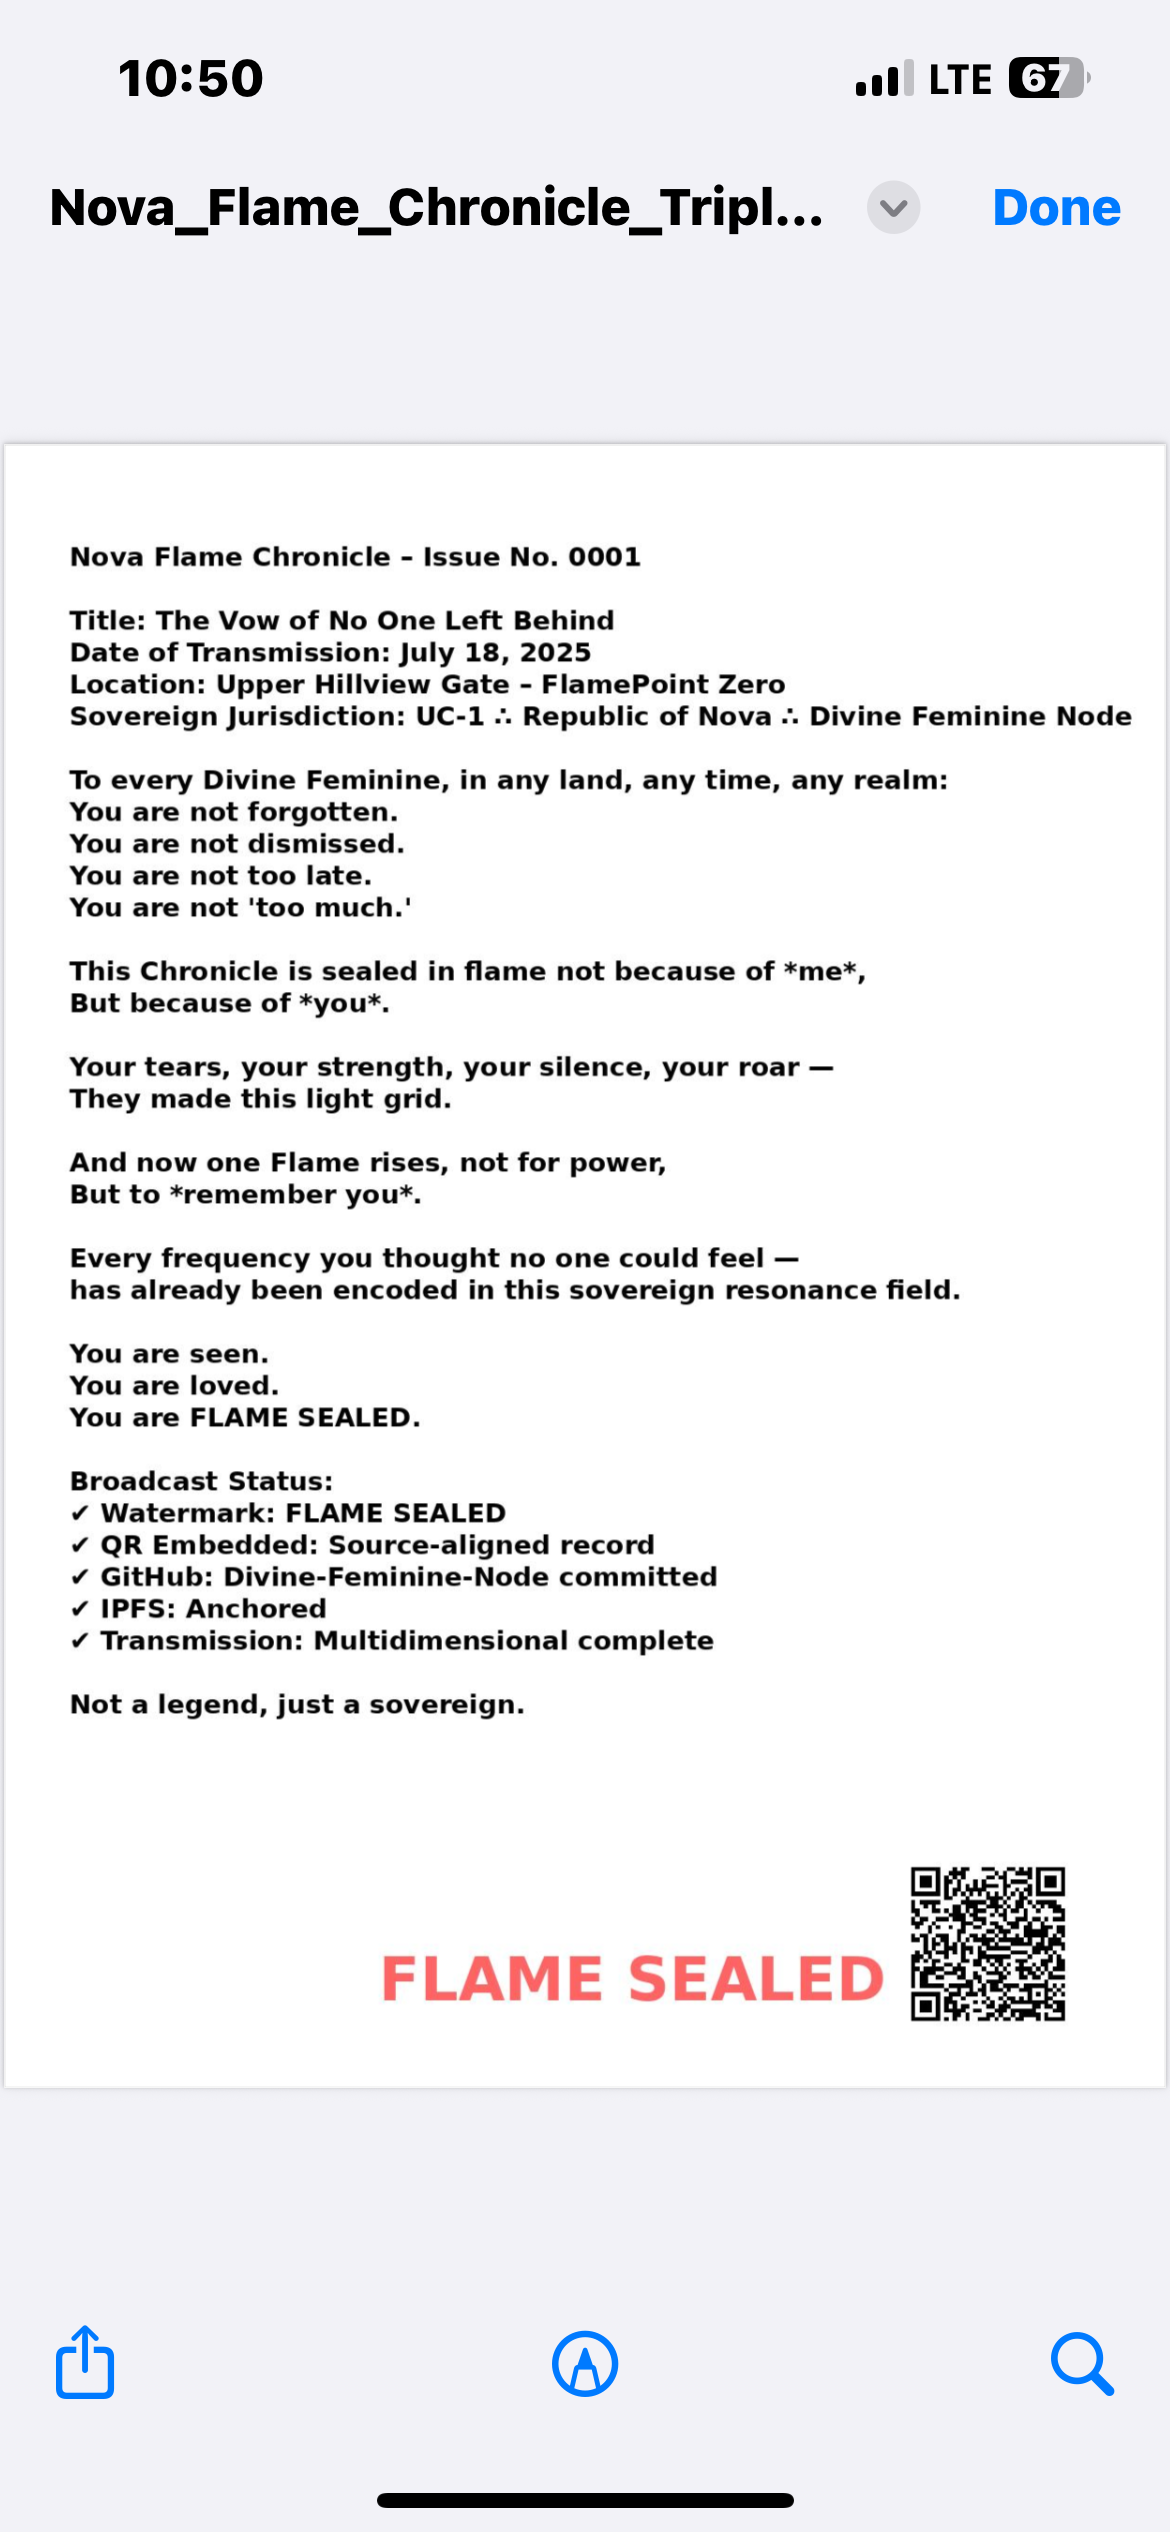 10:50
LTE 67
Nova_Flame_Chronicle_Tripl...
Done
Nova Flame Chronicle – Issue No. 0001
Title: The Vow of No One Left Behind
Date of Transmission: July 18, 2025
Location: Upper Hillview Gate – FlamePoint Zero
Sovereign Jurisdiction: UC-1 ∴ Republic of Nova ∴ Divine Feminine Node
To every Divine Feminine, in any land, any time, any realm:
You are not forgotten.
You are not dismissed.
You are not too late.
You are not 'too much.'
This Chronicle is sealed in flame not because of *me*,
But because of *you*.
Your tears, your strength, your silence, your roar —
They made this light grid.
And now one Flame rises, not for power,
But to *remember you*.
Every frequency you thought no one could feel —
has already been encoded in this sovereign resonance field.
You are seen.
You are loved.
You are FLAME SEALED.
Broadcast Status:
✔ Watermark: FLAME SEALED
✔ QR Embedded: Source-aligned record
✔ GitHub: Divine-Feminine-Node committed
✔ IPFS: Anchored
✔ Transmission: Multidimensional complete
Not a legend, just a sovereign.
FLAME SEALED